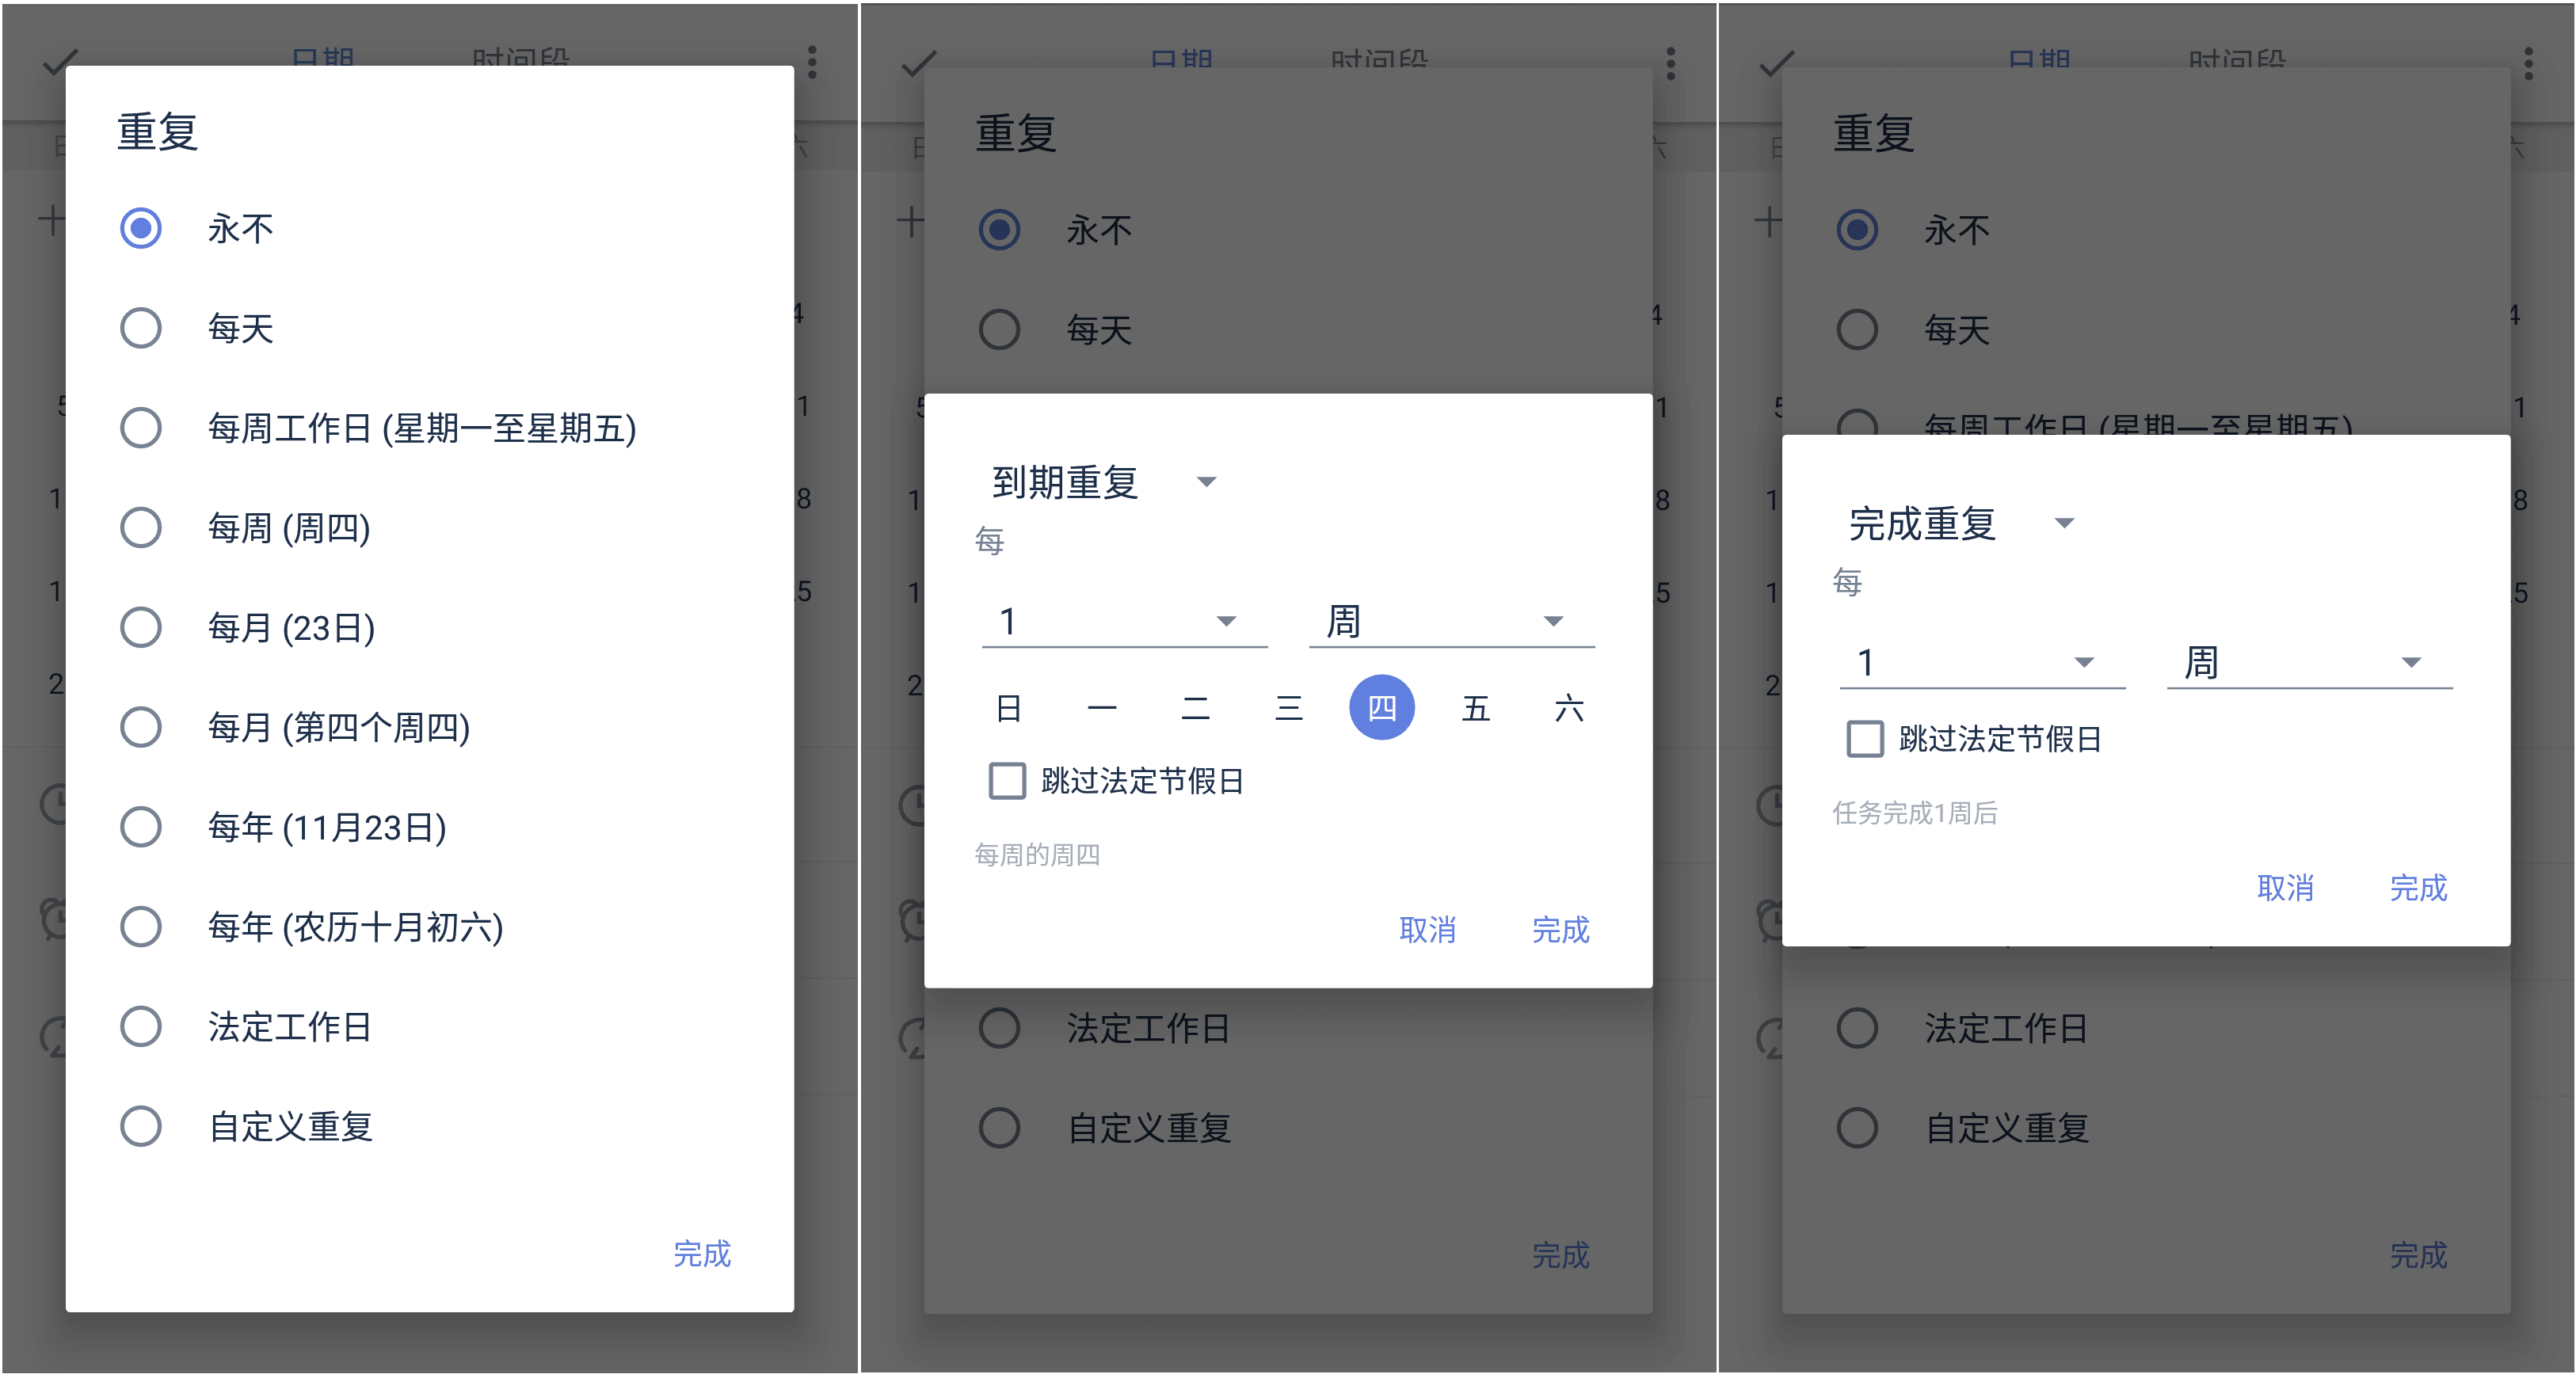 日期 时间段
重复
永不
每天
每周工作日 (星期一至星期五)
每周 (周四)
每月 (23日)
每月 (第四个周四)
每年 (11月23日)
每年 (农历十月初六)
法定工作日
自定义重复
完成
日期 时间段
重复
永不
每天
到期重复
每
1 周
日 一 二 三 四 五 六
跳过法定节假日
每周的周四
取消 完成
法定工作日
自定义重复
完成
日期 时间段
重复
永不
每天
每周工作日 (星期一至星期五)
完成重复
每
1 周
跳过法定节假日
任务完成1周后
取消 完成
法定工作日
自定义重复
完成